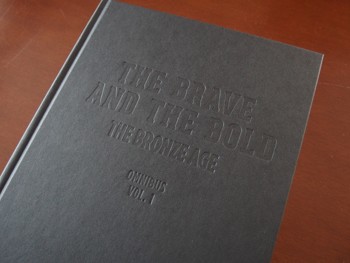 THE BRAVE
AND THE BOLD
THE BRONZE AGE
OMNIBUS
VOL. 1